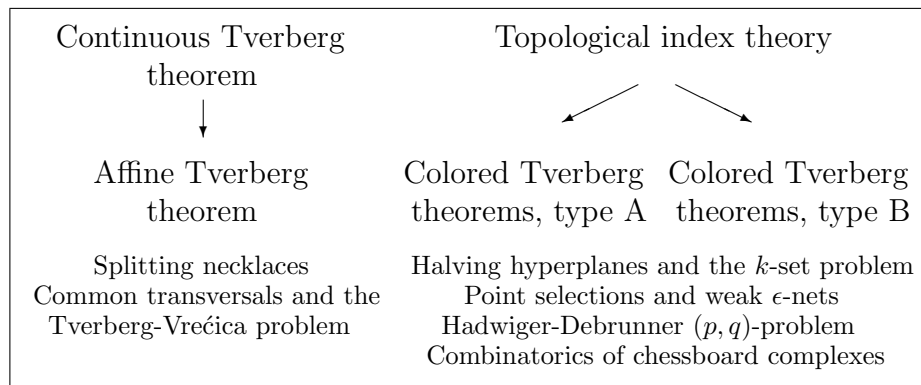 Continuous Tverberg
theorem
Topological index theory
Affine Tverberg
theorem
Colored Tverberg
theorems, type A
Colored Tverberg
theorems, type B
Splitting necklaces
Common transversals and the
Tverberg-Vrećica problem
Halving hyperplanes and the k-set problem
Point selections and weak ϵ-nets
Hadwiger-Debrunner (p, q)-problem
Combinatorics of chessboard complexes